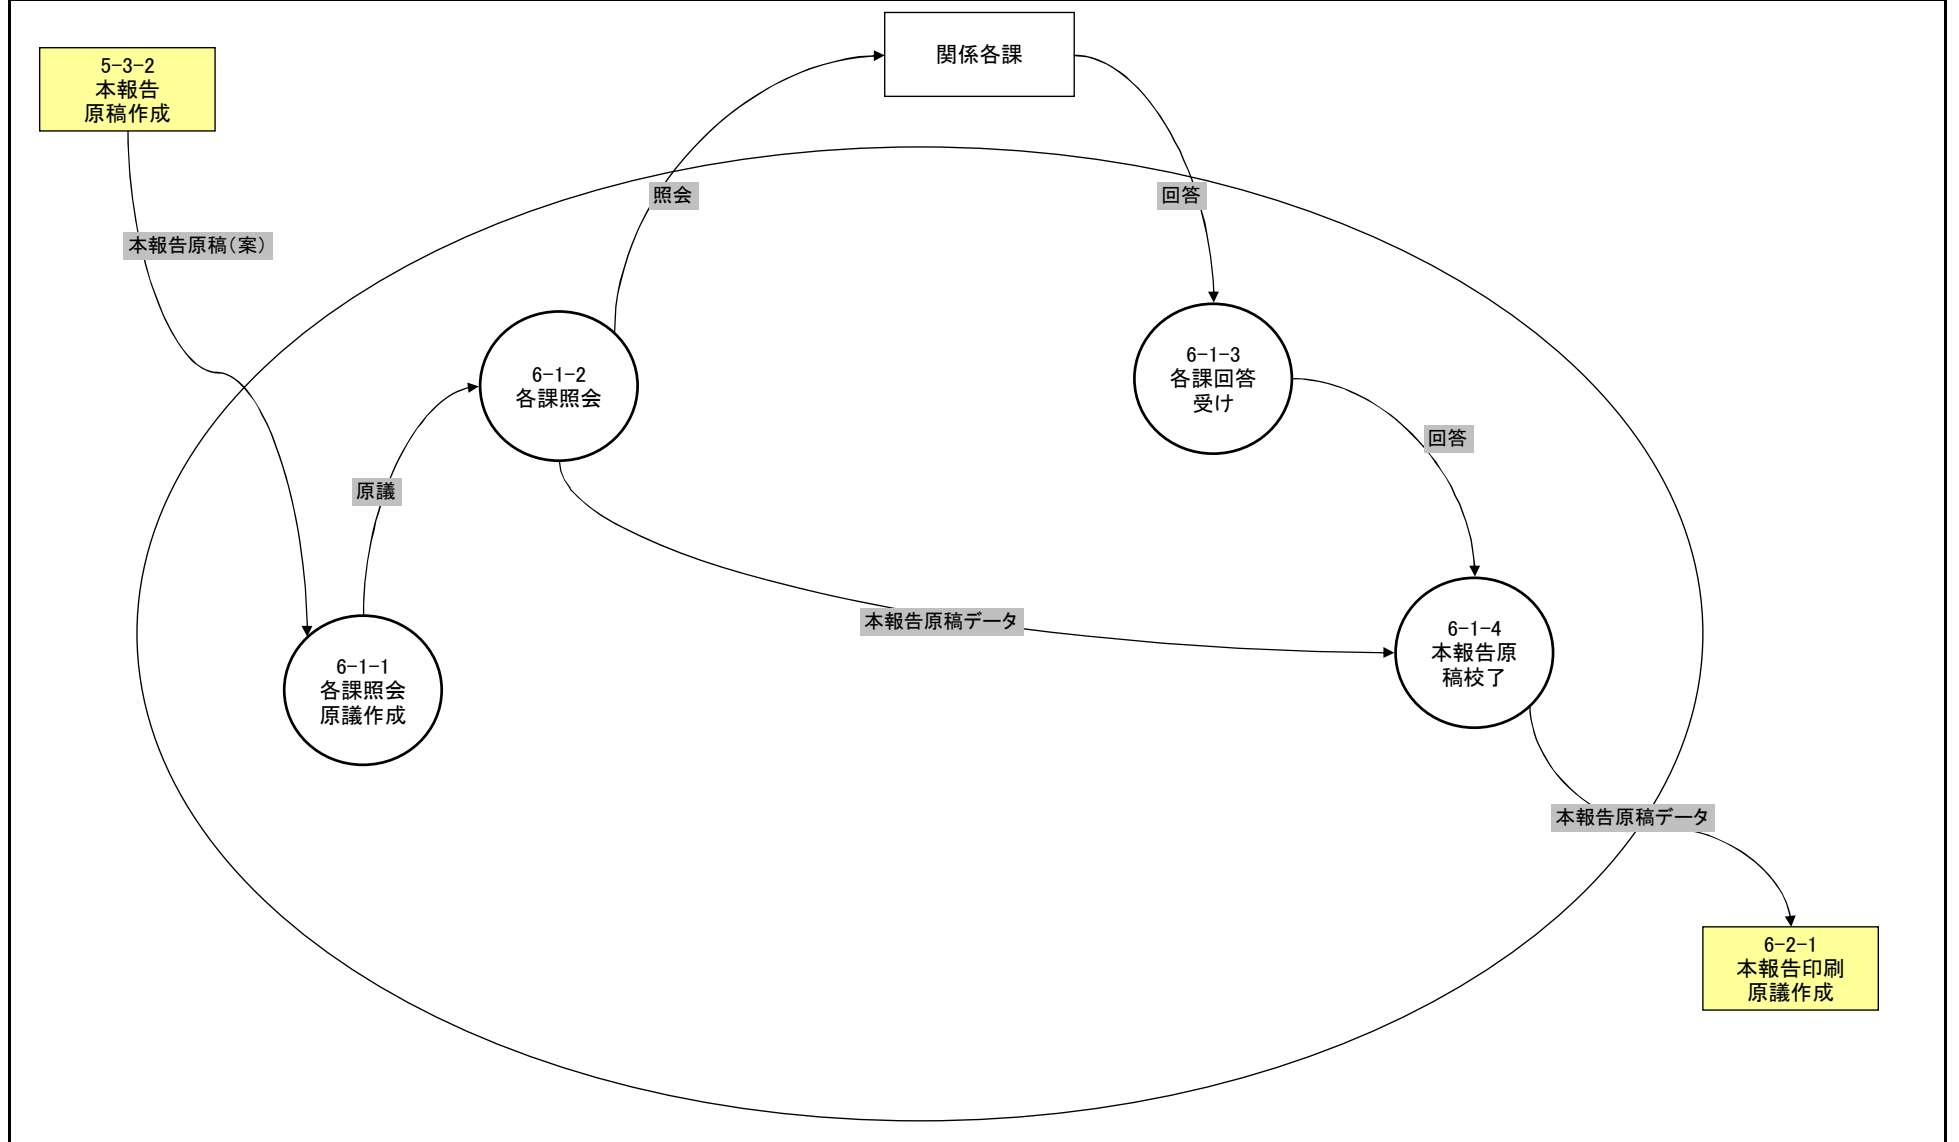 関係各課
5-3-2
本報告
原稿作成
照会
回答
本報告原稿(案)
6-1-2
各課照会
6-1-3
各課回答
受け
回答
原議
本報告原稿データ
6-1-4
本報告原
稿校了
6-1-1
各課照会
原議作成
本報告原稿データ
6-2-1
本報告印刷
原議作成